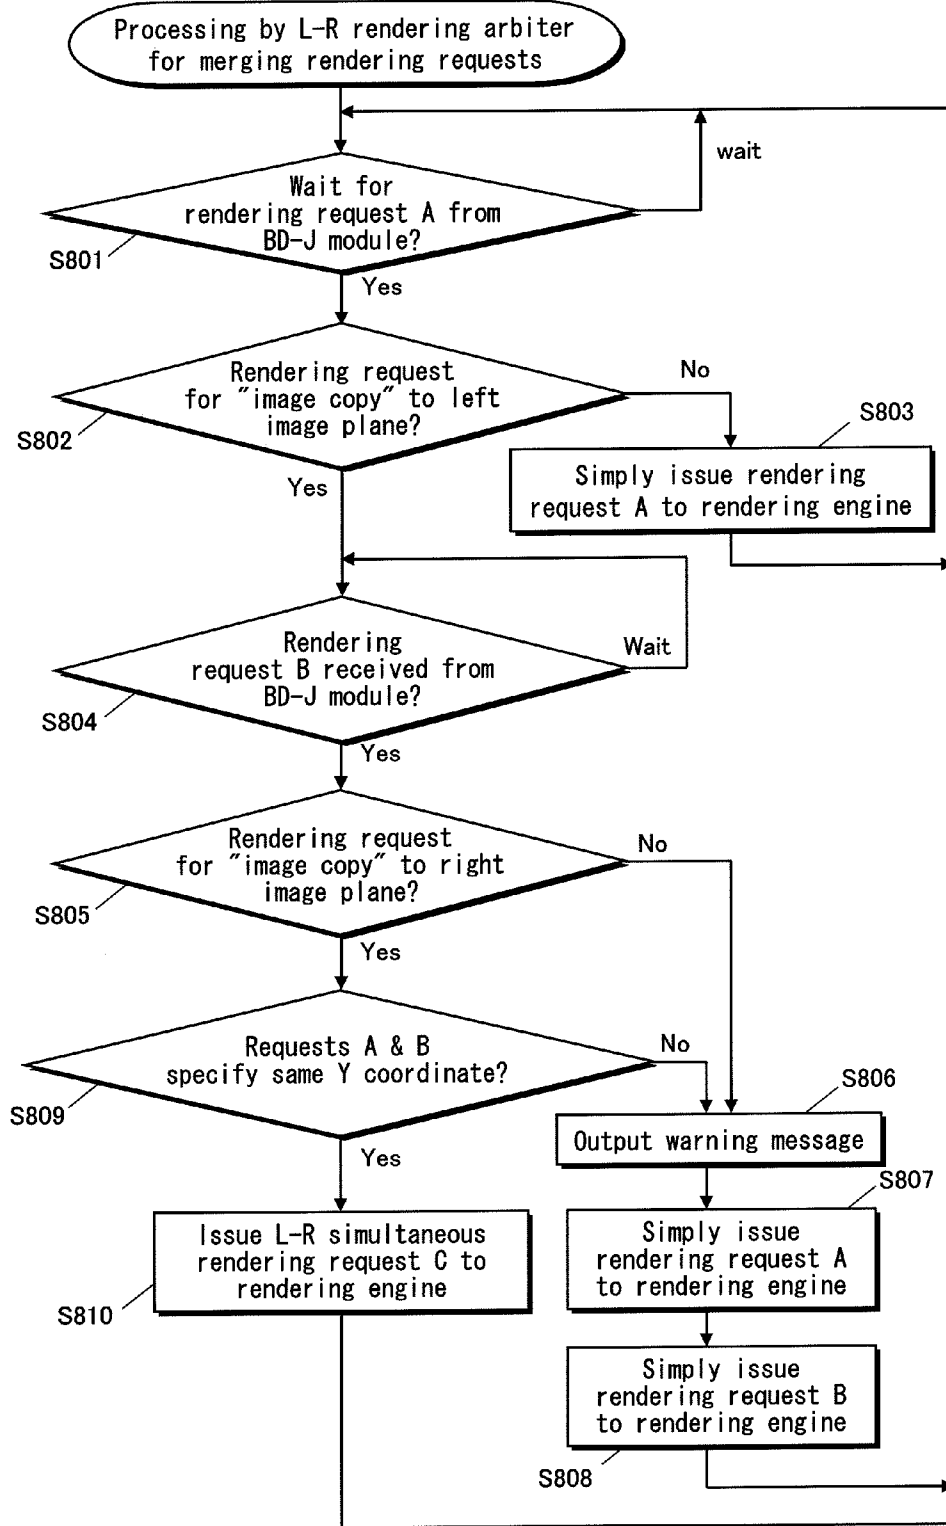 Processing by L-R rendering arbiter
for merging rendering requests
wait
Wait for
rendering request A from
BD-J module?
S801
Yes
Rendering request
for "image copy" to left
image plane?
No
S802
S803
Yes
Simply issue rendering
request A to rendering engine
Rendering
request B received from
BD-J module?
Wait
S804
Yes
Rendering request
for "image copy" to right
image plane?
No
S805
Yes
Requests A & B
specify same Y coordinate?
No
S809
S806
Yes
Output warning message
S807
Issue L-R simultaneous
rendering request C to
rendering engine
S810
Simply issue
rendering request A
to rendering engine
Simply issue
rendering request B
to rendering engine
S808